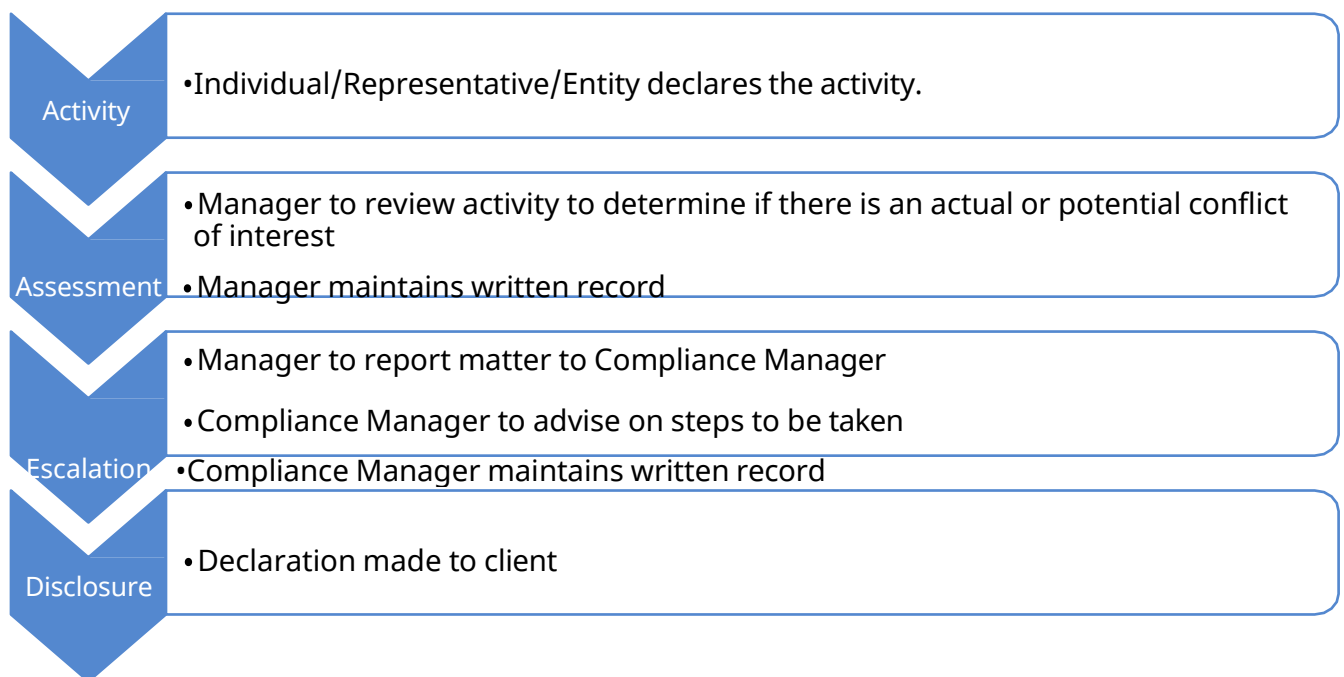 Activity
•Individual/Representative/Entity declares the activity.
Assessment
•Manager to review activity to determine if there is an actual or potential conflict
of interest
•Manager maintains written record
Escalation
•Manager to report matter to Compliance Manager
•Compliance Manager to advise on steps to be taken
•Compliance Manager maintains written record
Disclosure
•Declaration made to client